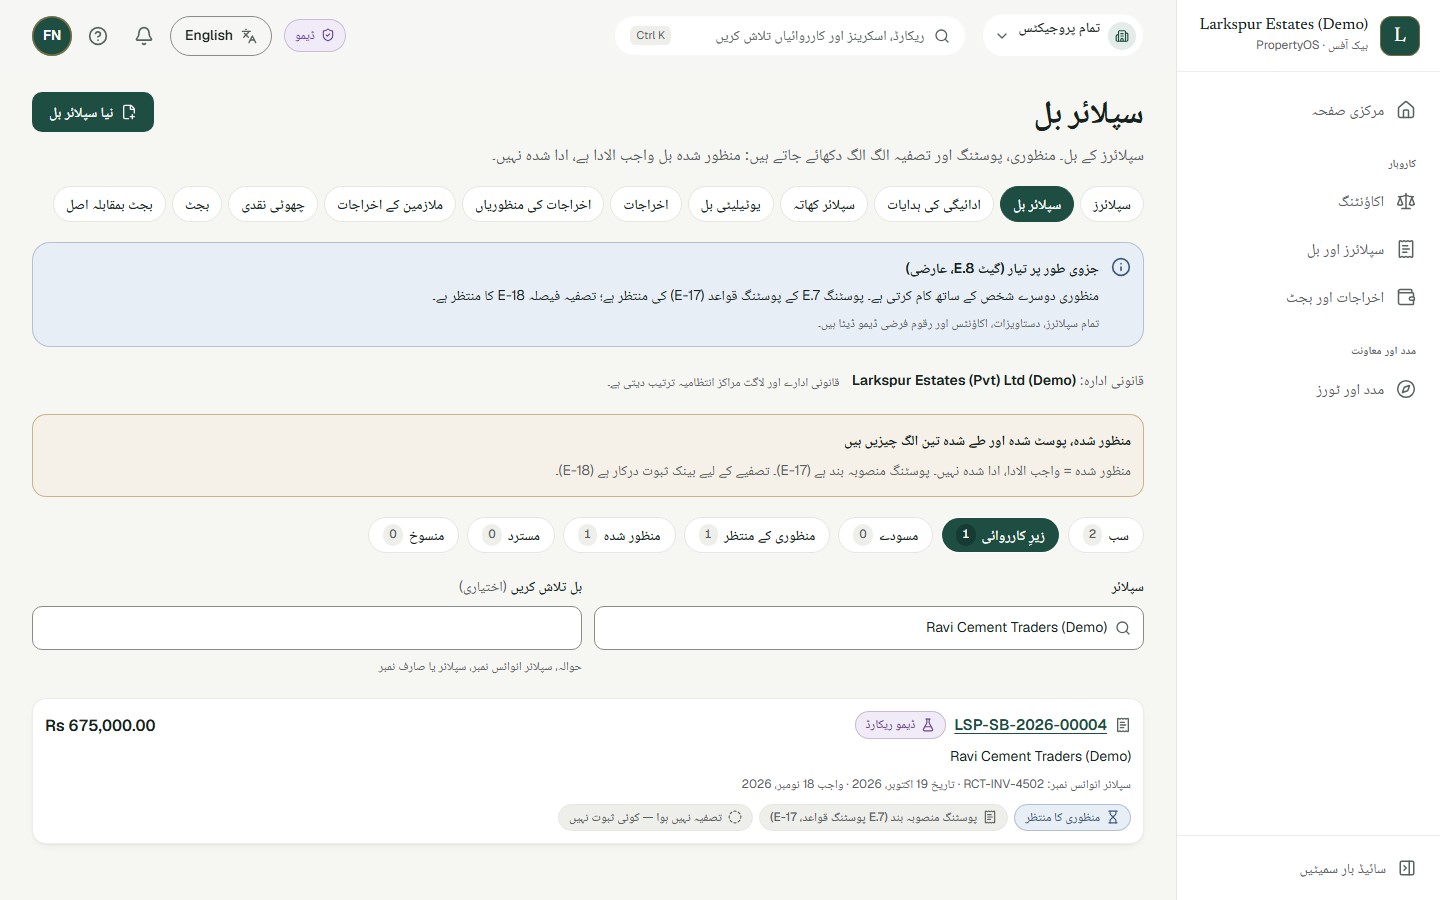 Larkspur Estates (Demo)
بیک آفس · PropertyOS
L
مرکزی صفحہ
کاروبار
اکاؤنٹنگ
سپلائرز اور بل
اخراجات اور بجٹ
مدد اور معاونت
مدد اور ٹورز
سائیڈ بار سمیٹیں
تمام پروجیکٹس
ریکارڈ، اسکرینز اور کارروائیاں تلاش کریں
Ctrl K
ڈیمو
English
FN
سپلائر بل
نیا سپلائر بل
سپلائرز کے بل۔ منظوری، پوسٹنگ اور تصفیہ الگ الگ دکھائے جاتے ہیں: منظور شدہ بل واجب الادا ہے، ادا شدہ نہیں۔
سپلائرز
سپلائر بل
ادائیگی کی ہدایات
سپلائر کھاتہ
یوٹیلیٹی بل
اخراجات
اخراجات کی منظوریاں
ملازمین کے اخراجات
چھوٹی نقدی
بجٹ
بجٹ بمقابلہ اصل
جزوی طور پر تیار (گیٹ E.8، عارضی)
منظوری دوسرے شخص کے ساتھ کام کرتی ہے۔ پوسٹنگ E.7 کے پوسٹنگ قواعد (E-17) کی منتظر ہے؛ تصفیہ فیصلہ E-18 کا منتظر ہے۔
تمام سپلائرز، دستاویزات، اکاؤنٹس اور رقوم فرضی ڈیمو ڈیٹا ہیں۔
قانونی ادارہ: Larkspur Estates (Pvt) Ltd (Demo) قانونی ادارے اور لاگت مراکز انتظامیہ ترتیب دیتی ہے۔
منظور شدہ، پوسٹ شدہ اور طے شدہ تین الگ چیزیں ہیں
منظور شدہ = واجب الادا، ادا شدہ نہیں۔ پوسٹنگ منصوبہ بند ہے (E-17)۔ تصفیے کے لیے بینک ثبوت درکار ہے (E-18)۔
سب 2
زیرِ کارروائی 1
مسودے 0
منظوری کے منتظر 1
منظور شدہ 1
مسترد 0
منسوخ 0
سپلائر
Ravi Cement Traders (Demo)
بل تلاش کریں (اختیاری)
حوالہ، سپلائر انوائس نمبر، سپلائر یا صارف نمبر
LSP-SB-2026-00004
ڈیمو ریکارڈ
Rs 675,000.00
Ravi Cement Traders (Demo)
سپلائر انوائس نمبر: RCT-INV-4502 · تاریخ 19 اکتوبر، 2026 · واجب 18 نومبر، 2026
منظوری کا منتظر
پوسٹنگ منصوبہ بند (E.7 پوسٹنگ قواعد، E-17)
تصفیہ نہیں ہوا — کوئی ثبوت نہیں